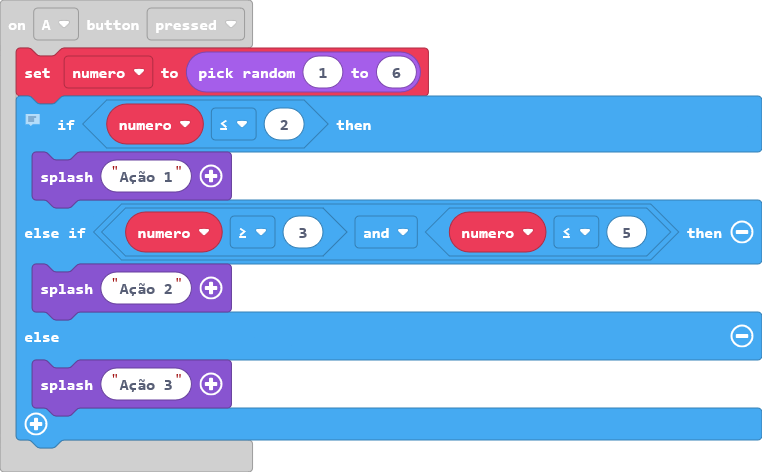 on A button pressed
set numero to pick random 1 to 6
if numero ≤ 2 then
splash "Ação 1"
else if numero ≥ 3 and numero ≤ 5 then
splash "Ação 2"
else
splash "Ação 3"